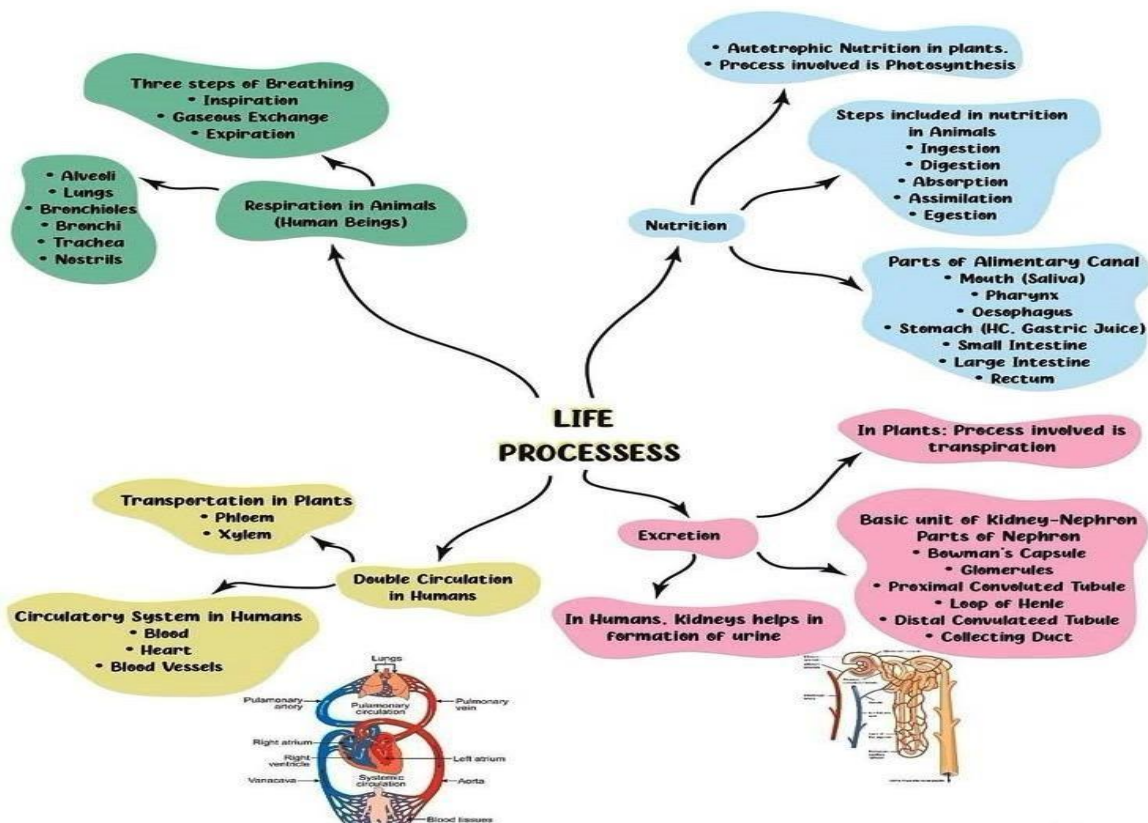 Three steps of Breathing
• Inspiration
• Gaseous Exchange
• Expiration
• Alveoli
• Lungs
• Bronchioles
• Bronchi
• Trachea
• Nostrils
Respiration in Animals
(Human Beings)
• Autotrophic Nutrition in plants.
• Process involved is Photosynthesis
Steps included in nutrition
in Animals
• Ingestion
• Digestion
• Absorption
• Assimilation
• Egestion
Nutrition
Parts of Alimentary Canal
• Mouth (Saliva)
• Pharynx
• Oesophagus
• Stomach (HC, Gastric Juice)
• Small Intestine
• Large Intestine
• Rectum
LIFE
PROCESSESS
Transportation in Plants
• Phloem
• Xylem
Double Circulation
in Humans
Circulatory System in Humans
• Blood
• Heart
• Blood Vessels
In Plants: Process involved is
transpiration
Excretion
Basic unit of Kidney-Nephron
Parts of Nephron
• Bowman's Capsule
• Glomerules
• Proximal Convoluted Tubule
• Loop of Henle
• Distal Convulateed Tubule
• Collecting Duct
In Humans, Kidneys helps in
formation of urine
Lungs
Pulamonary
artery
Pulamonary
circulation
Pulmonary
vein
Right atrium
Right
ventricle
Left atrium
Systemic
circulation
Vanacava
Aorta
Blood tissues